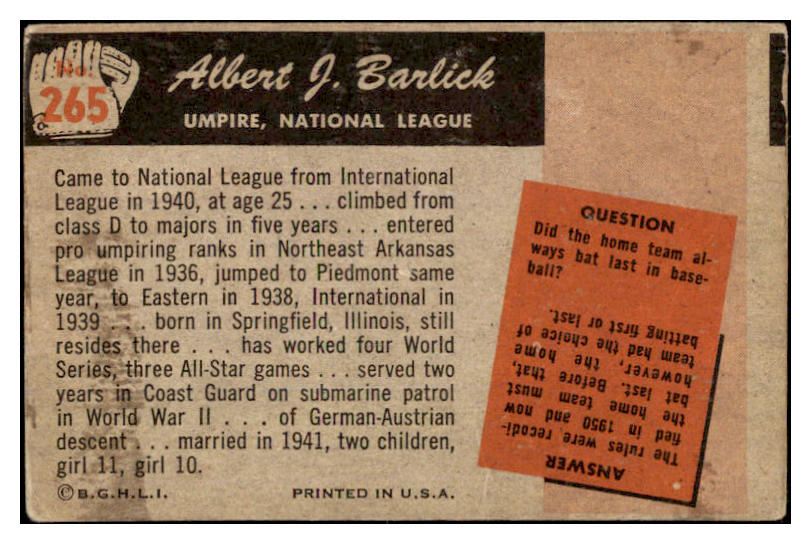 No.
265
Albert J. Barlick
UMPIRE, NATIONAL LEAGUE
Came to National League from International
League in 1940, at age 25 . . . climbed from
class D to majors in five years . . . entered
pro umpiring ranks in Northeast Arkansas
League in 1936, jumped to Piedmont same
year, to Eastern in 1938, International in
1939 . . . born in Springfield, Illinois, still
resides there . . . has worked four World
Series, three All-Star games . . . served two
years in Coast Guard on submarine patrol
in World War II . . . of German-Austrian
descent . . . married in 1941, two children,
girl 11, girl 10.
©B.G.H.L.I.
PRINTED IN U.S.A.
QUESTION
Did the home team al-
ways bat last in base-
ball?
ANSWER
The rules were recodi-
fied in 1950 and now
the home team must
bat last. Before that,
however, the home
team had the choice of
batting first or last.